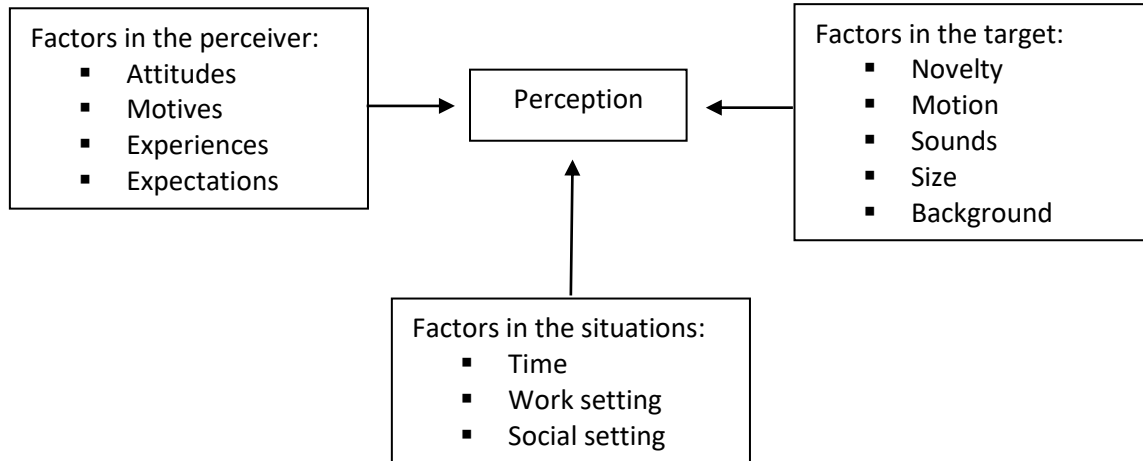 Factors in the perceiver:
▪ Attitudes
▪ Motives
▪ Experiences
▪ Expectations
Perception
Factors in the target:
▪ Novelty
▪ Motion
▪ Sounds
▪ Size
▪ Background
Factors in the situations:
▪ Time
▪ Work setting
▪ Social setting